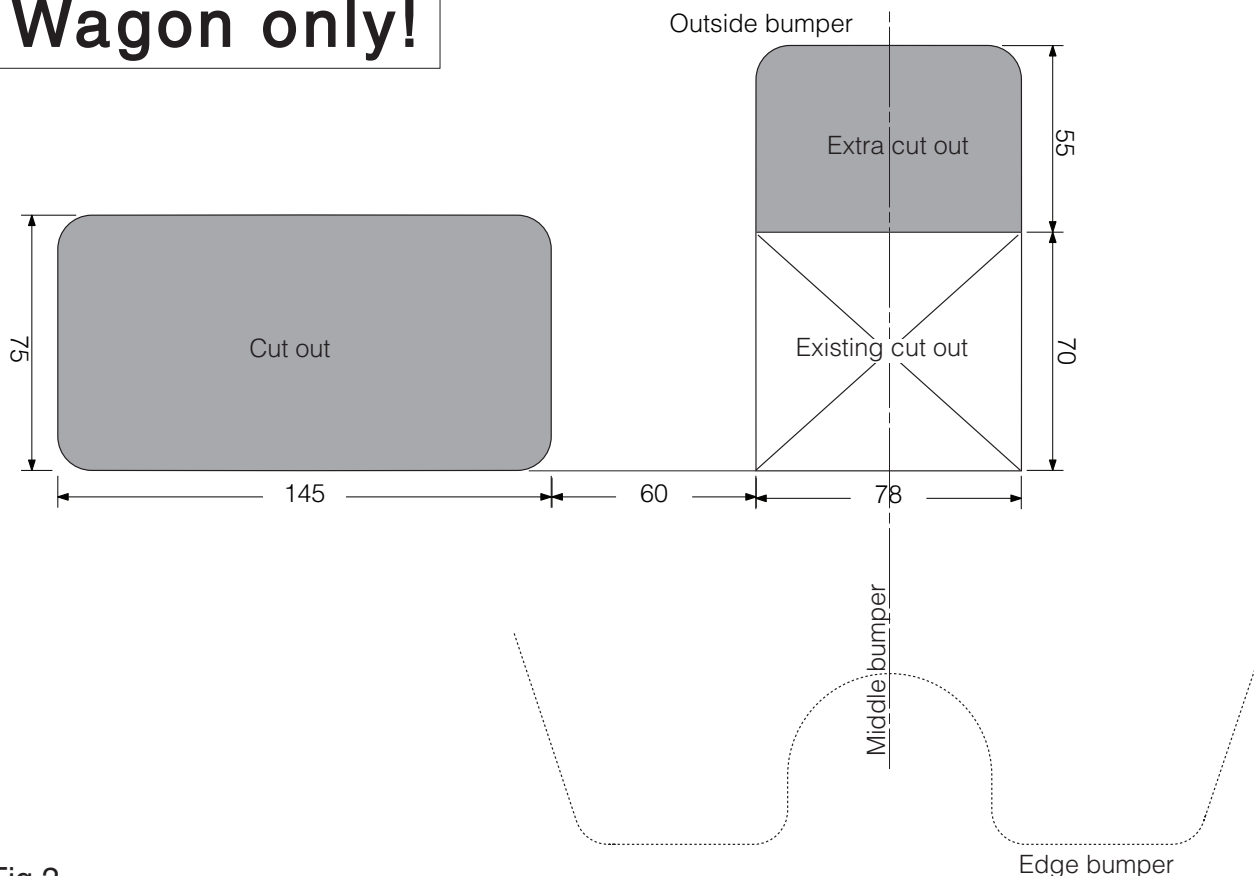 Wagon only!
Outside bumper
Extra cut out
55
75
Cut out
Existing cut out
70
145
60
78
Middle bumper
Edge bumper
Fig.2